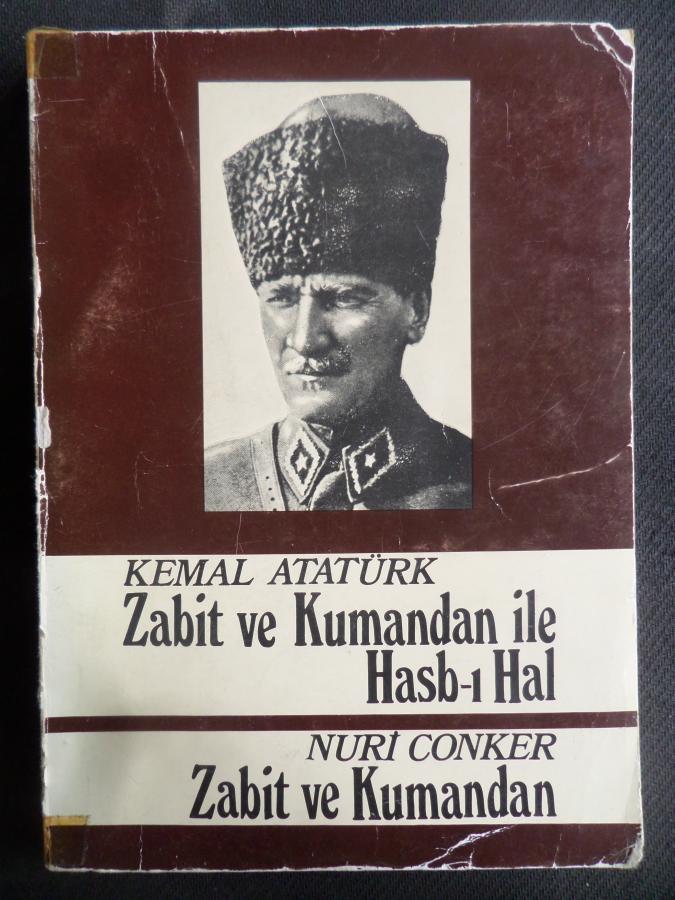 KEMAL ATATÜRK
Zabit ve Kumandan ile
Hasb-ı Hal
NURİ CONKER
Zabit ve Kumandan